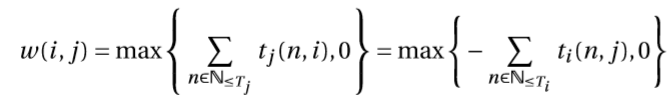 w(i, j) = max { ∑_{n∈ℕ_{≤T_j}} t_j(n, i), 0 } = max { − ∑_{n∈ℕ_{≤T_i}} t_i(n, j), 0 }